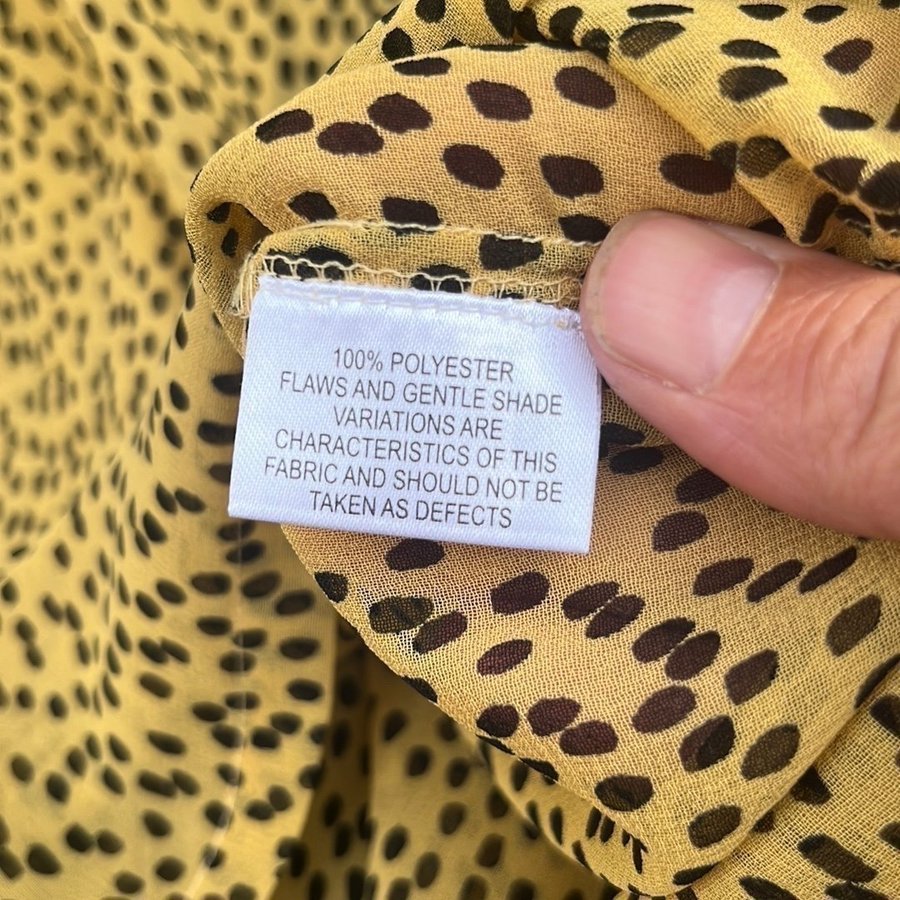 100% POLYESTER
FLAWS AND GENTLE SHADE
VARIATIONS ARE
CHARACTERISTICS OF THIS
FABRIC AND SHOULD NOT BE
TAKEN AS DEFECTS